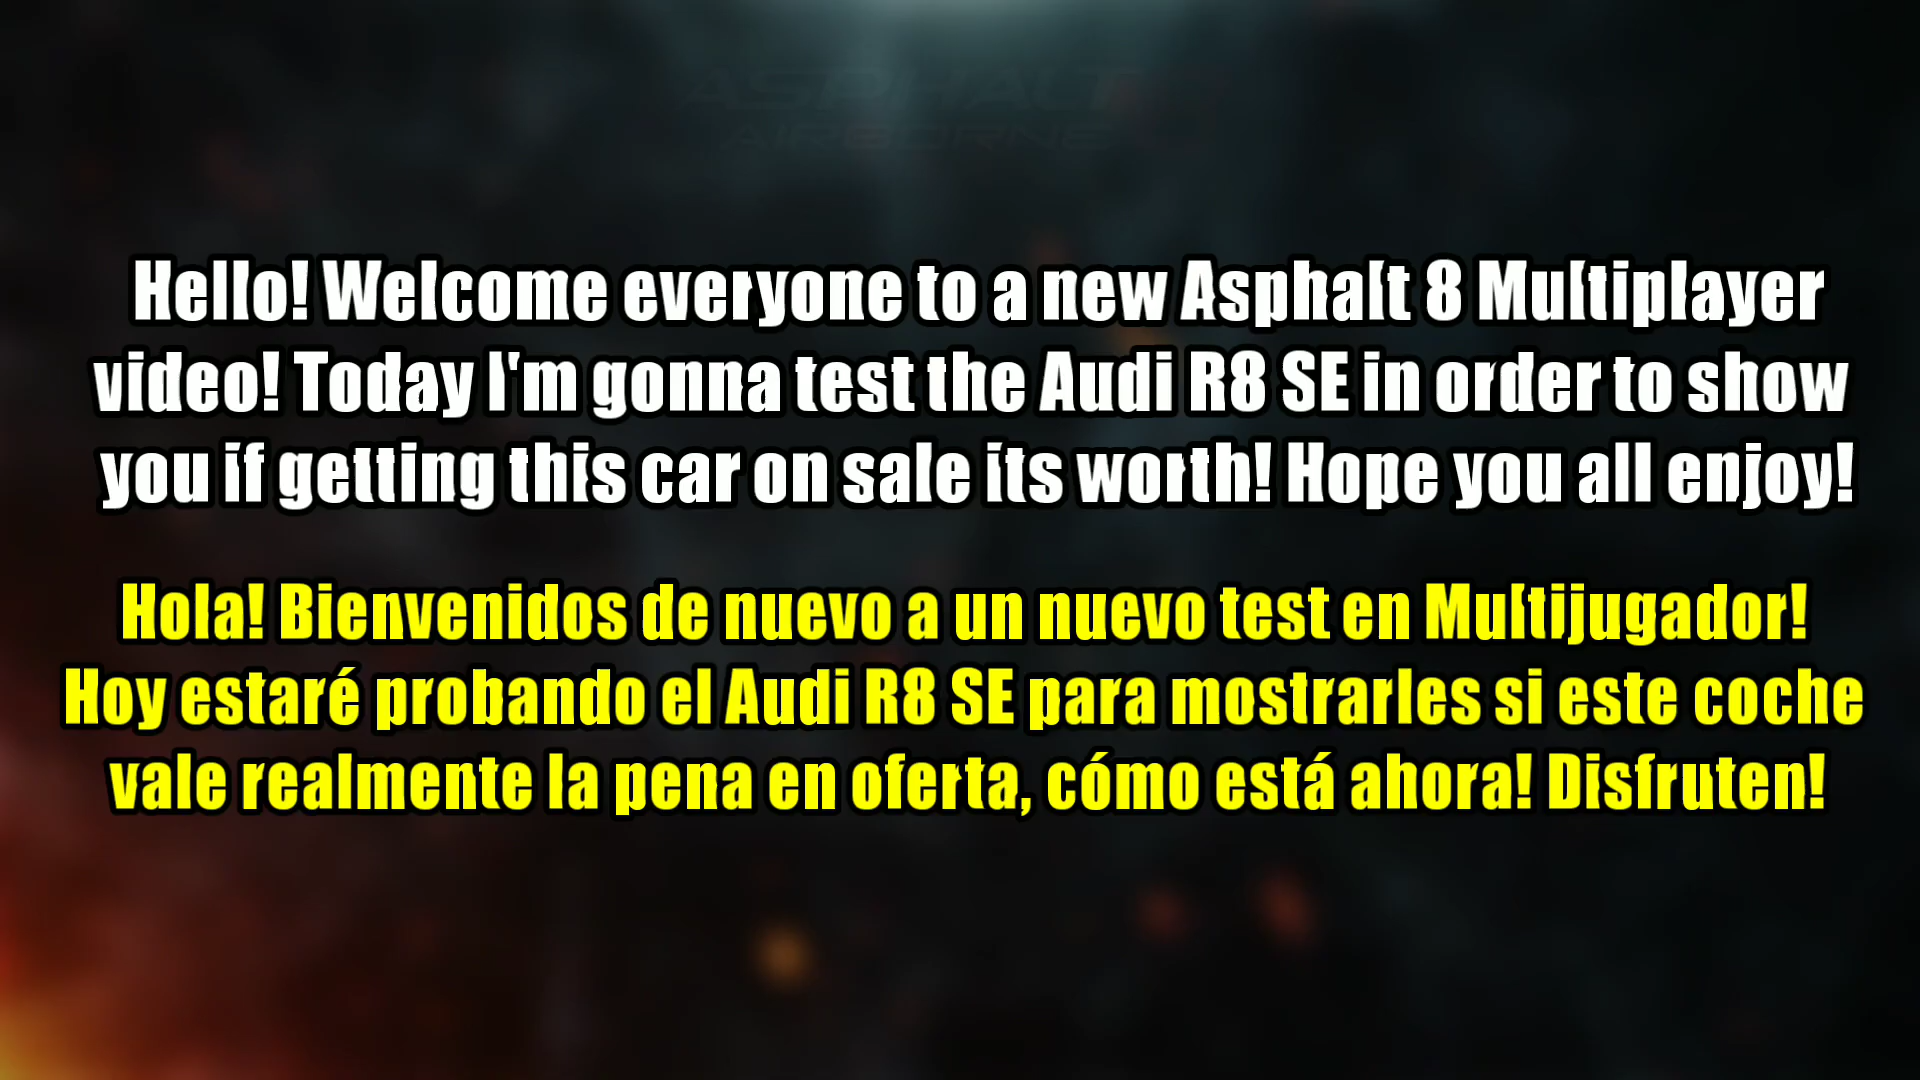 ASPHALT 8
AIRBORNE
Hello! Welcome everyone to a new Asphalt 8 Multiplayer
video! Today I'm gonna test the Audi R8 SE in order to show
you if getting this car on sale its worth! Hope you all enjoy!
Hola! Bienvenidos de nuevo a un nuevo test en Multijugador!
Hoy estaré probando el Audi R8 SE para mostrarles si este coche
vale realmente la pena en oferta, cómo está ahora! Disfruten!